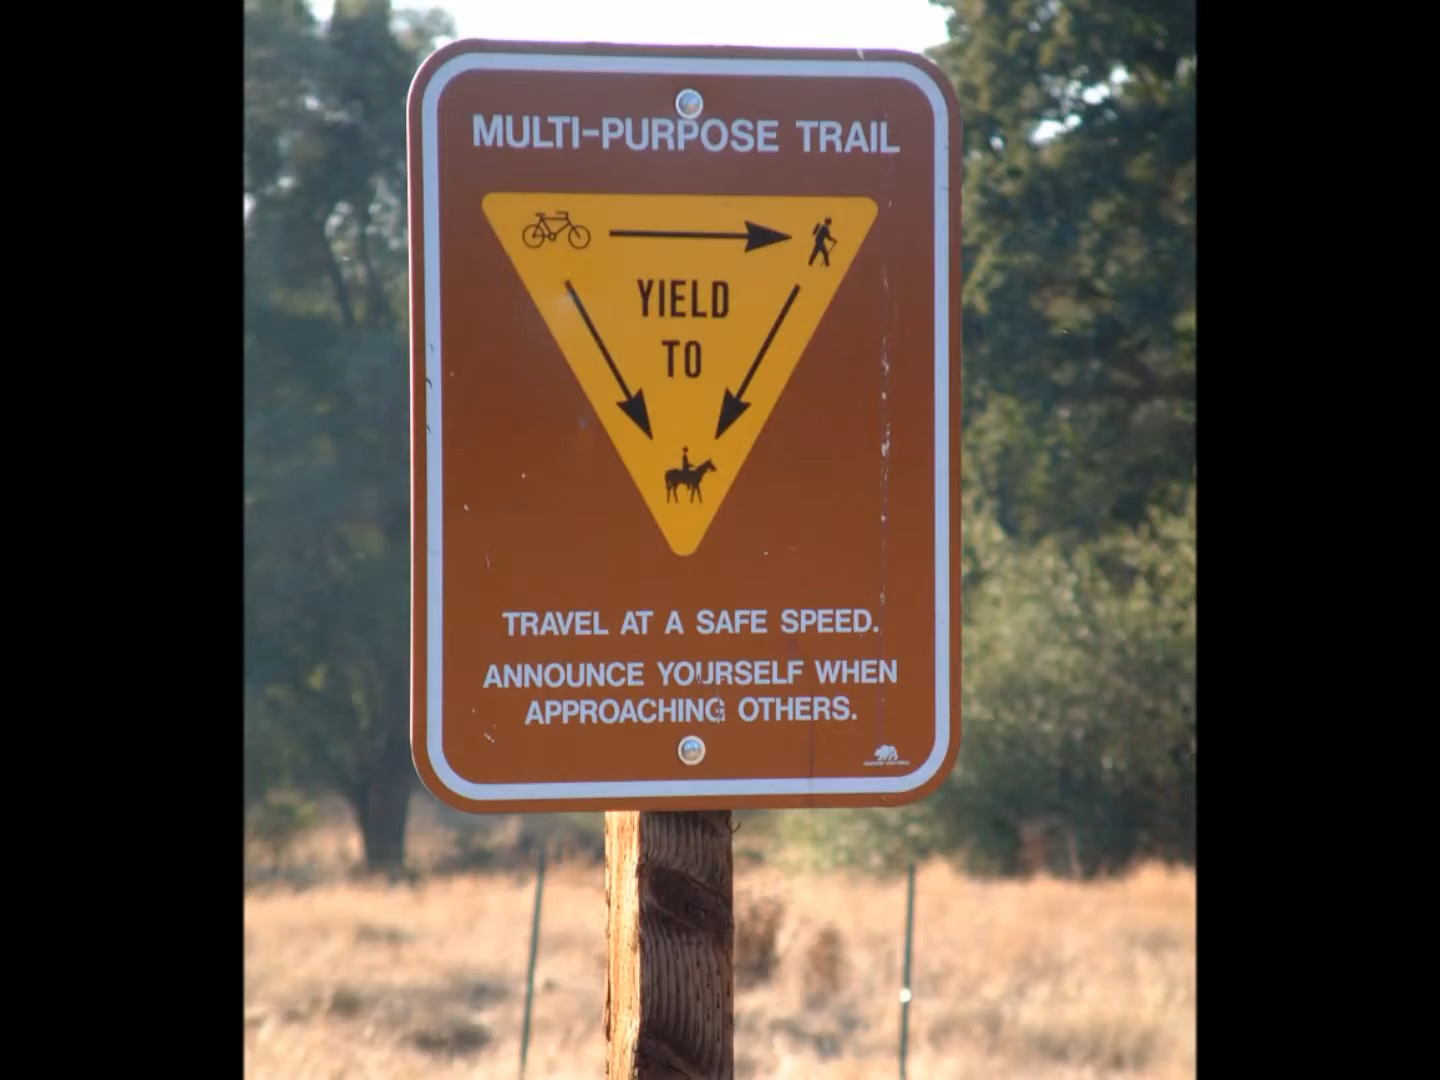 MULTI-PURPOSE TRAIL
YIELD
TO
TRAVEL AT A SAFE SPEED.
ANNOUNCE YOURSELF WHEN
APPROACHING OTHERS.